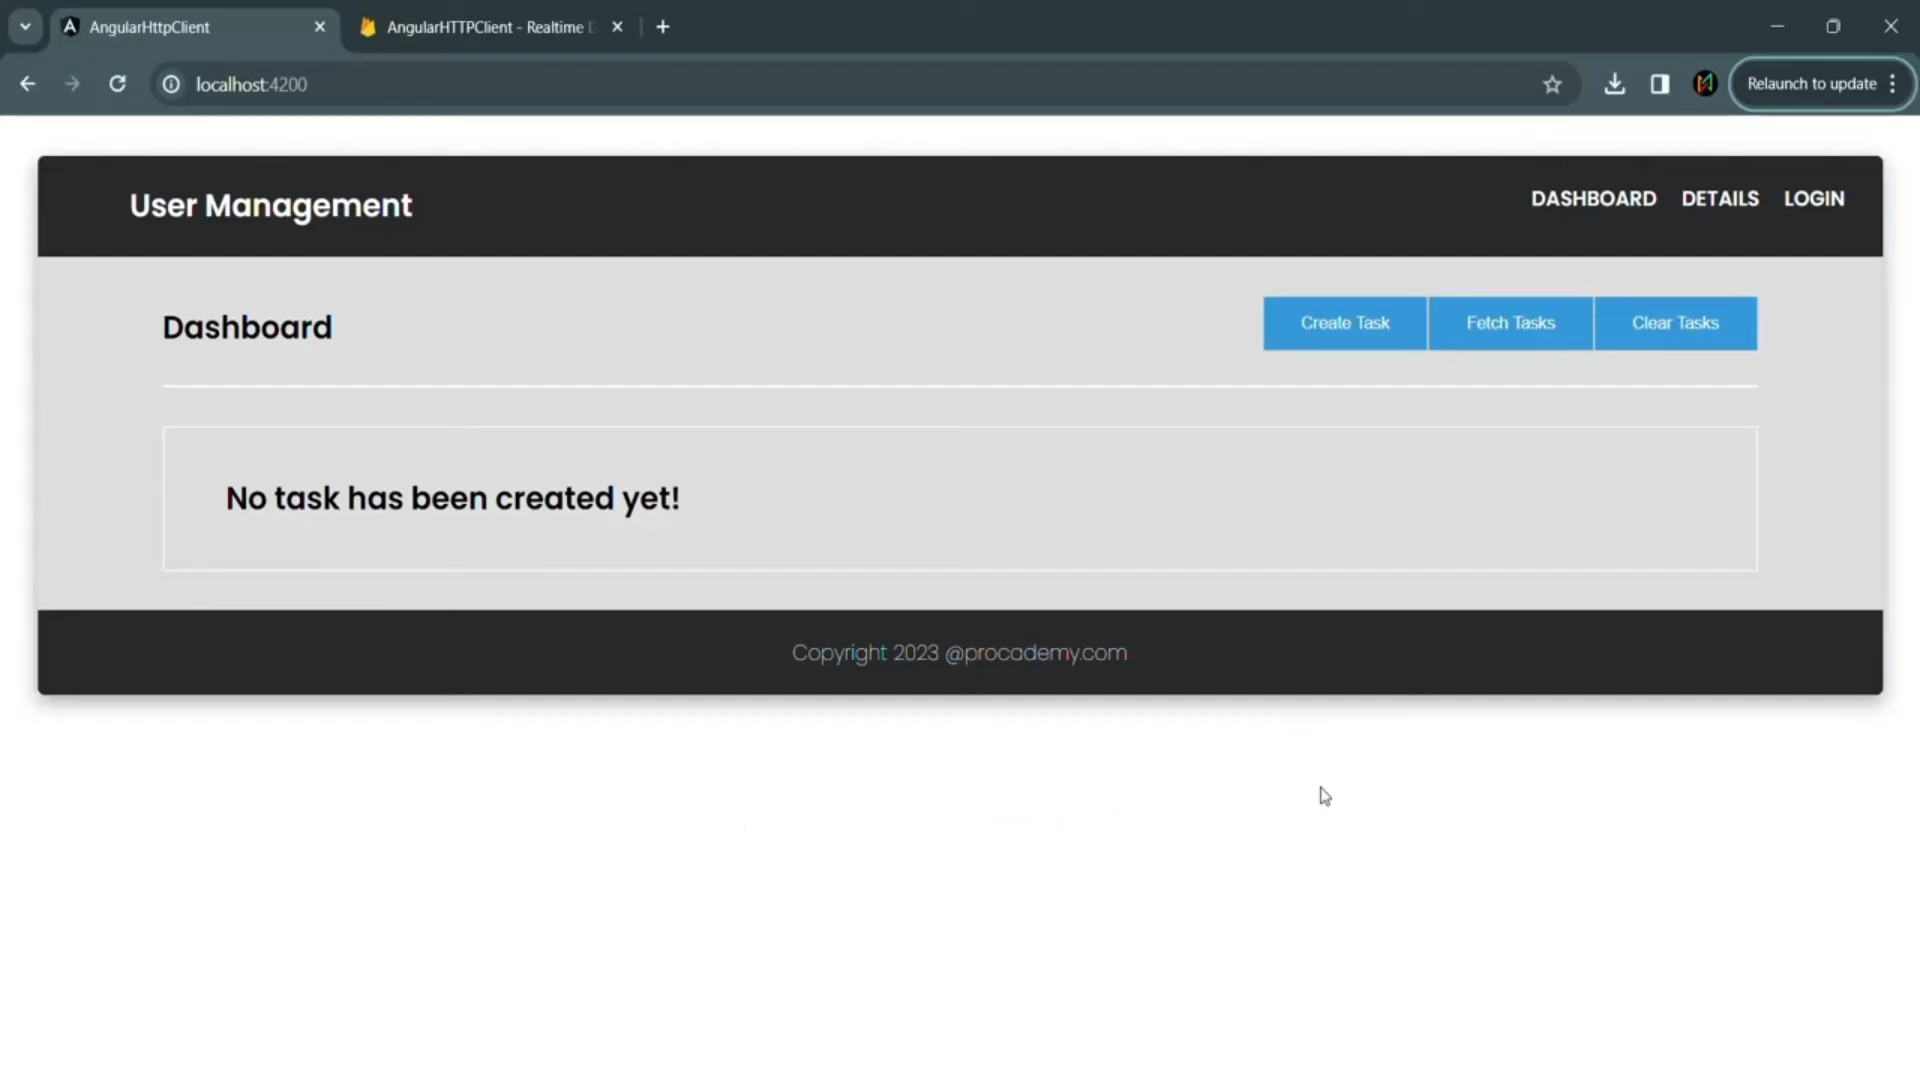 AngularHttpClient
AngularHTTPClient - Realtime
localhost:4200
Relaunch to update
User Management
DASHBOARD DETAILS LOGIN
Dashboard
Create Task Fetch Tasks Clear Tasks
No task has been created yet!
Copyright 2023 @procademy.com